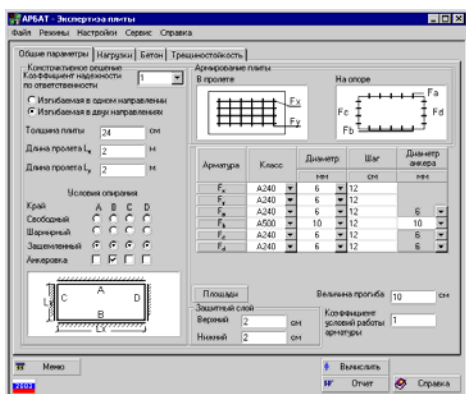 АРБАТ - Экспертиза плиты
Файл Режимы Настройки Сервис Справка
Общие параметры Нагрузки Бетон Трещиностойкость
Конструктивное решение
Коэффициент надежности по ответственности 1
Изгибаемая в одном направлении
Изгибаемая в двух направлениях
Толщина плиты 24 см
Длина пролета Lx 2 м
Длина пролета Ly 2 м
Условия опирания
Край A B C D
Свободный
Шарнирный
Защемленный
Анкеровка
A
C D
B
Lx
Армирование плиты
В пролете На опоре
Fx
Fy
Fa
Fc Fd
Fb
Арматура Класс Диаметр Шаг Диаметр анкера
мм см мм
Fx A240 6 12
Fy A240 6 12
Fa A240 6 12 6
Fb A500 10 12 10
Fc A240 6 12 6
Fd A240 6 12 6
Площади
Величина прогиба 10 см
Защитный слой
Верхний 2 см
Нижний 2 см
Коэффициент условий работы арматуры 1
Меню
Вычислить
2002
Отчет Справка